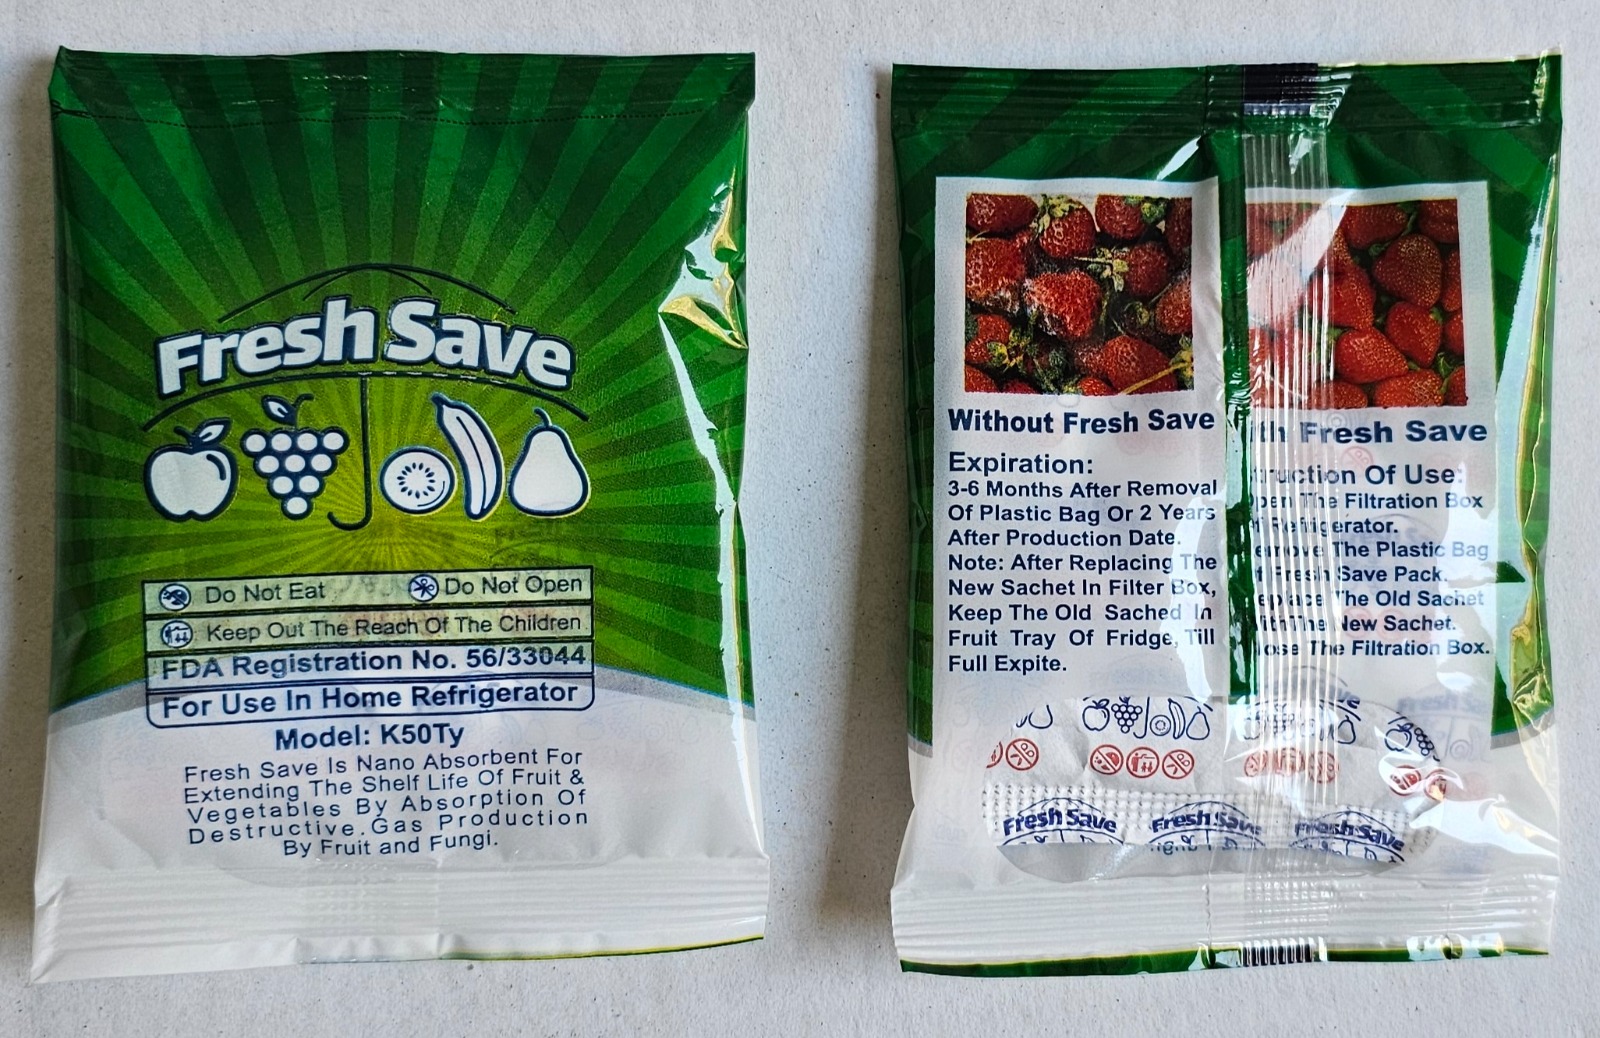 Fresh Save
Do Not Eat
Do Not Open
Keep Out The Reach Of The Children
FDA Registration No. 56/33044
For Use In Home Refrigerator
Model: K50Ty
Fresh Save Is Nano Absorbent For
Extending The Shelf Life Of Fruit &
Vegetables By Absorption Of
Destructive.Gas Production
By Fruit and Fungi.
Without Fresh Save
Expiration:
3-6 Months After Removal
Of Plastic Bag Or 2 Years
After Production Date.
Note: After Replacing The
New Sachet In Filter Box,
Keep The Old Sached In
Fruit Tray Of Fridge, Till
Full Expite.
Fresh Save
Of Use:
The Filtration Box
Refrigerator.
The Plastic Bag
Fresh Save Pack.
The Old Sachet
The New Sachet.
The Filtration Box.
Fresh Save
Fresh Save
Fresh Save